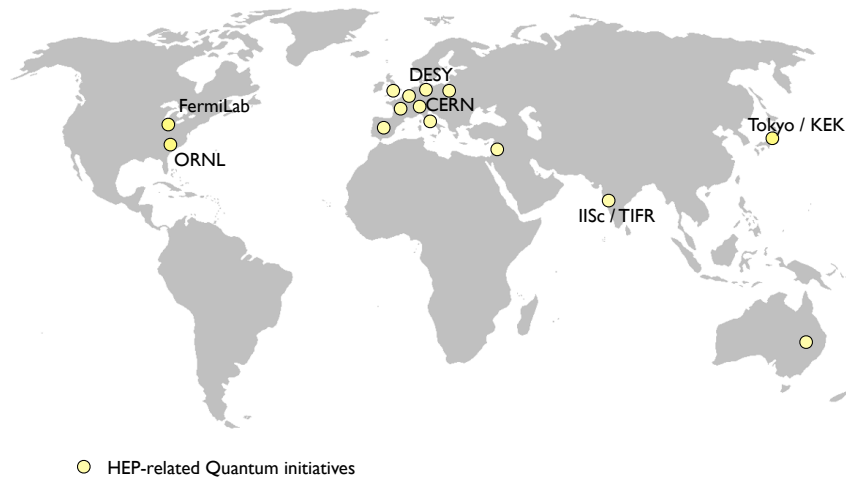 DESY
FermiLab
CERN
Tokyo / KEK
ORNL
IISc / TIFR
HEP-related Quantum initiatives